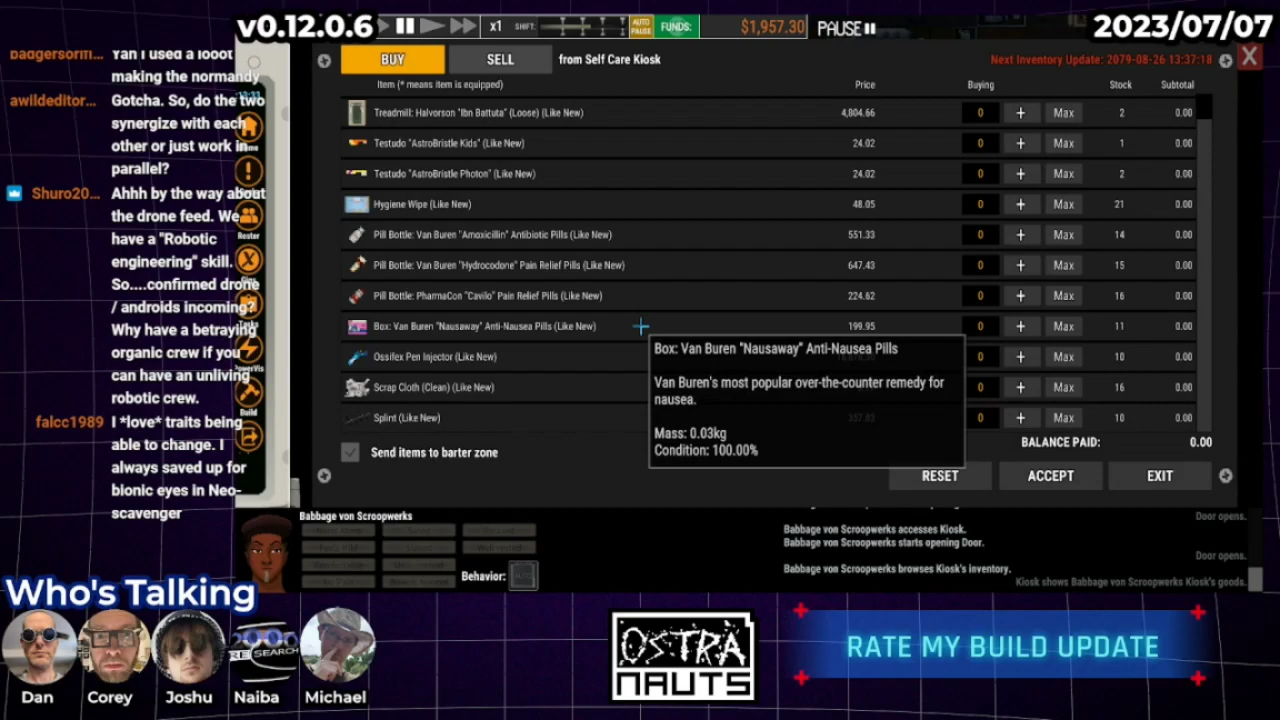 v0.12.0.6
x1
SHIFT:
AUTO PAUSE
FUNDS:
$1,957.30
PAUSE
2023/07/07
BUY
SELL
from Self Care Kiosk
Next Inventory Update: 2079-08-26 13:37:18
X
Item (* means item is equipped) Price Buying Stock Subtotal
Treadmill: Halvorson "Ibn Battuta" (Loose) (Like New) 4,804.66 0 + Max 2 0.00
Testudo "AstroBristle Kids" (Like New) 24.02 0 + Max 1 0.00
Testudo "AstroBristle Photon" (Like New) 24.02 0 + Max 2 0.00
Hygiene Wipe (Like New) 48.05 0 + Max 21 0.00
Pill Bottle: Van Buren "Amoxicillin" Antibiotic Pills (Like New) 551.33 0 + Max 14 0.00
Pill Bottle: Van Buren "Hydrocodone" Pain Relief Pills (Like New) 647.43 0 + Max 15 0.00
Pill Bottle: PharmaCon "Cavilo" Pain Relief Pills (Like New) 224.62 0 + Max 16 0.00
Box: Van Buren "Nausaway" Anti-Nausea Pills (Like New) 199.95 0 + Max 11 0.00
Ossifex Pen Injector (Like New) 0 + Max 10 0.00
Scrap Cloth (Clean) (Like New) 0 + Max 16 0.00
Splint (Like New) 357.83 0 + Max 10 0.00
Box: Van Buren "Nausaway" Anti-Nausea Pills
Van Buren's most popular over-the-counter remedy for
nausea.
Mass: 0.03kg
Condition: 100.00%
Send items to barter zone
BALANCE PAID: 0.00
RESET
ACCEPT
EXIT
Yah I used a looot
making the normandy
awildeditor... Gotcha. So, do the two
synergize with each
other or just work in
parallel?
Shuro20... Ahhh by the way about
the drone feed. We
have a "Robotic
engineering" skill.
So....confirmed drone
/ androids incoming?
Why have a betraying
organic crew if you
can have an unliving
robotic crew.
falcc1989 I *love* traits being
able to change. I
always saved up for
bionic eyes in Neo-
scavenger
Roster
PowerVis
Build
Babbage von Scroopwerks
Behavior:
AUTO
Door opens.
Babbage von Scroopwerks accesses Kiosk.
Babbage von Scroopwerks starts opening Door.
Door opens.
Babbage von Scroopwerks browses Kiosk's inventory.
Kiosk shows Babbage von Scroopwerks Kiosk's goods.
Who's Talking
RE SEARCH
Dan
Corey
Joshu
Naiba
Michael
OSTRA
NAUTS
RATE MY BUILD UPDATE